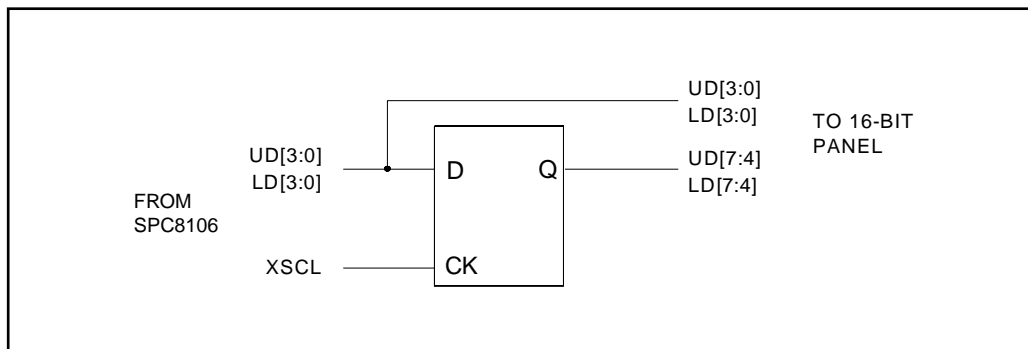 UD[3:0]
LD[3:0]
TO 16-BIT
PANEL
UD[3:0]
LD[3:0]
D
Q
UD[7:4]
LD[7:4]
FROM
SPC8106
XSCL
CK